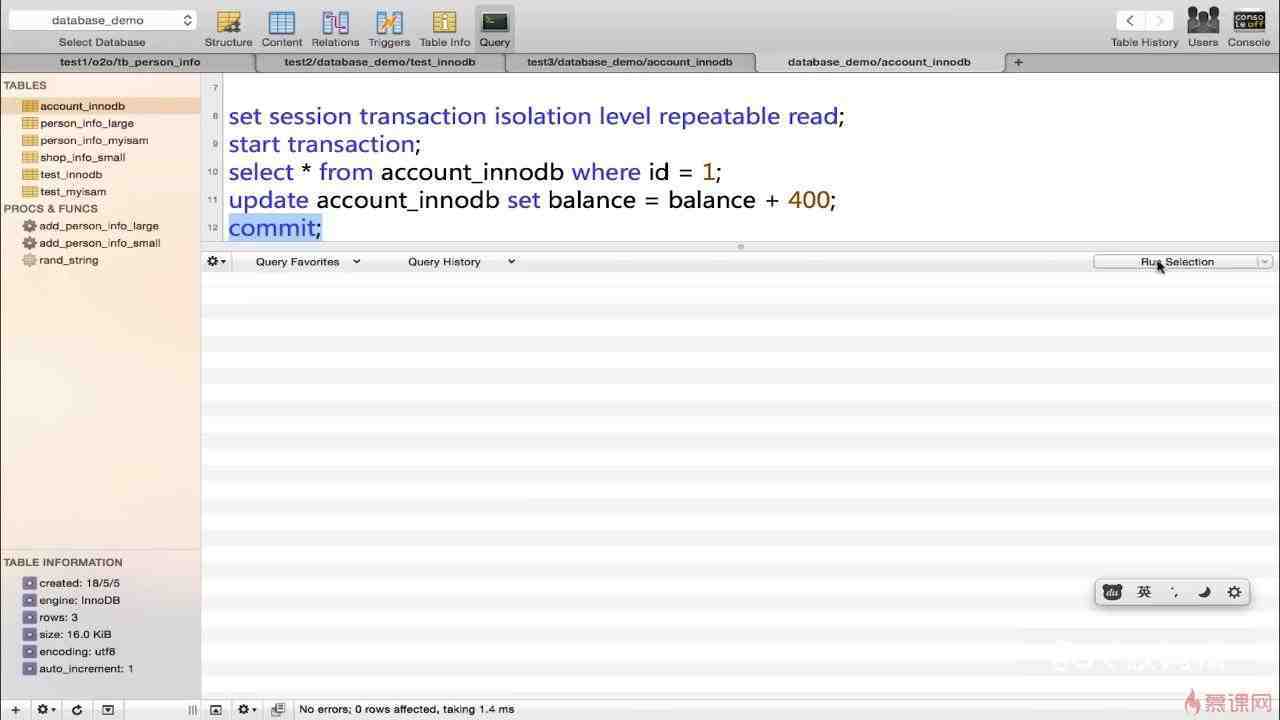 database_demo
Select Database
Structure
Content
Relations
Triggers
Table Info
Query
Table History
Users
conso
le off
Console
test1/o2o/tb_person_info
test2/database_demo/test_innodb
test3/database_demo/account_innodb
database_demo/account_innodb
TABLES
account_innodb
person_info_large
person_info_myisam
shop_info_small
test_innodb
test_myisam
PROCS & FUNCS
add_person_info_large
add_person_info_small
rand_string
7
8 set session transaction isolation level repeatable read;
9 start transaction;
10 select * from account_innodb where id = 1;
11 update account_innodb set balance = balance + 400;
12 commit;
Query Favorites
Query History
Run Selection
TABLE INFORMATION
created: 18/5/5
engine: InnoDB
rows: 3
size: 16.0 KiB
encoding: utf8
auto_increment: 1
du 英
No errors; 0 rows affected, taking 1.4 ms
慕课网